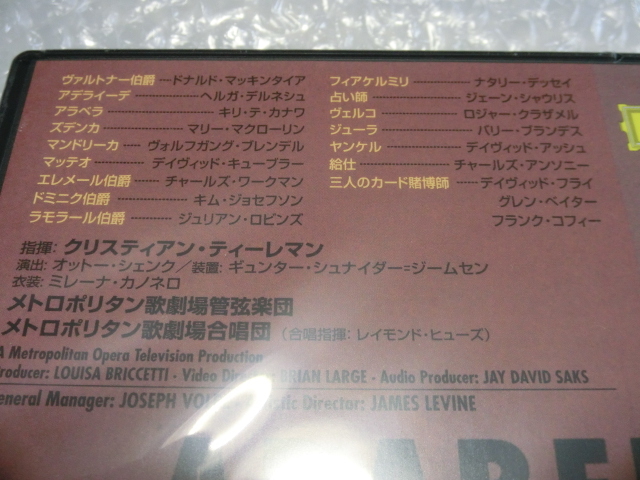 ヴァルトナー伯爵 ドナルド・マッキンタイア
アデライーデ ヘルガ・デルネシュ
アラベラ キリ・テ・カナワ
ズデンカ マリー・マクローリン
マンドリーカ ヴォルフガング・ブレンデル
マッテオ デイヴィッド・キューブラー
エレメール伯爵 チャールズ・ワークマン
ドミニク伯爵 キム・ジョセフソン
ラモラール伯爵 ジュリアン・ロビンズ
フィアケルミリ ナタリー・デッセイ
占い師 ジェーン・シャウリス
ヴェルコ ロジャー・クラザメル
ジューラ バリー・ブランデス
ヤンケル デイヴィッド・アッシュ
給仕 チャールズ・アンソニー
三人のカード賭博師 デイヴィッド・フライ
グレン・ベイター
フランク・コフィー
指揮: クリスティアン・ティーレマン
演出: オットー・シェンク／装置: ギュンター・シュナイダー=ジームセン
衣装: ミレーナ・カノネロ
メトロポリタン歌劇場管弦楽団
メトロポリタン歌劇場合唱団 (合唱指揮: レイモンド・ヒューズ)
A Metropolitan Opera Television Production
Producer: LOUISA BRICCETTI · Video BRIAN LARGE · Audio Producer: JAY DAVID SAKS
General Manager: JOSEPH Director: JAMES LEVINE